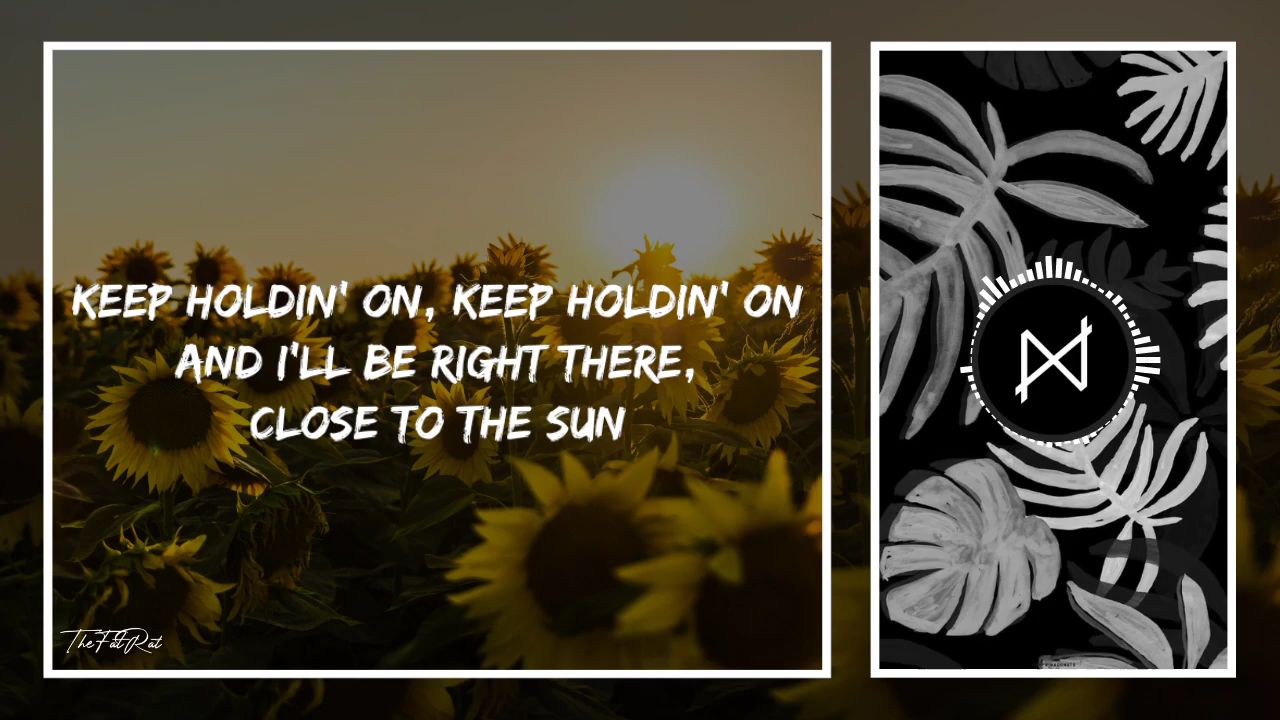 KEEP HOLDIN' ON, KEEP HOLDIN' ON
AND I'LL BE RIGHT THERE,
CLOSE TO THE SUN
TheFatRat